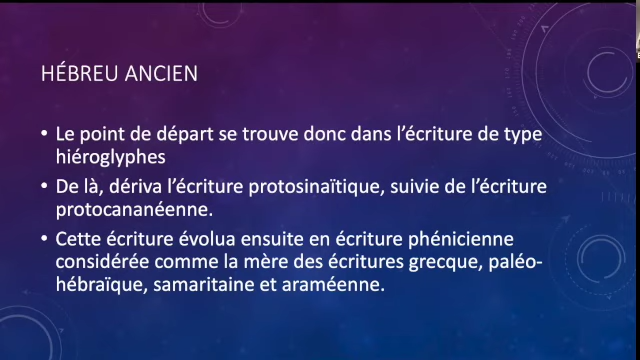 HÉBREU ANCIEN
• Le point de départ se trouve donc dans l'écriture de type
hiéroglyphes
• De là, dériva l'écriture protosinaïtique, suivie de l'écriture
protocananéenne.
• Cette écriture évolua ensuite en écriture phénicienne
considérée comme la mère des écritures grecque, paléo-
hébraïque, samaritaine et araméenne.